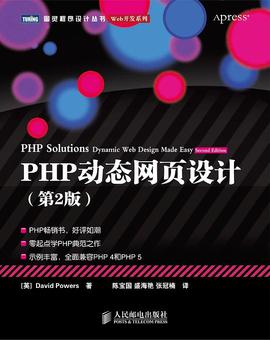 TURING 图灵程序设计丛书 Web开发系列
Apress®
PHP Solutions Dynamic Web Design Made Easy Second Edition
PHP动态网页设计
(第2版)
PHP畅销书,好评如潮
零起点学PHP典范之作
示例丰富,全面兼容PHP 4和PHP 5
[英] David Powers 著 陈宝国 盛海艳 张冠楠 译
人民邮电出版社
POSTS & TELECOM PRESS